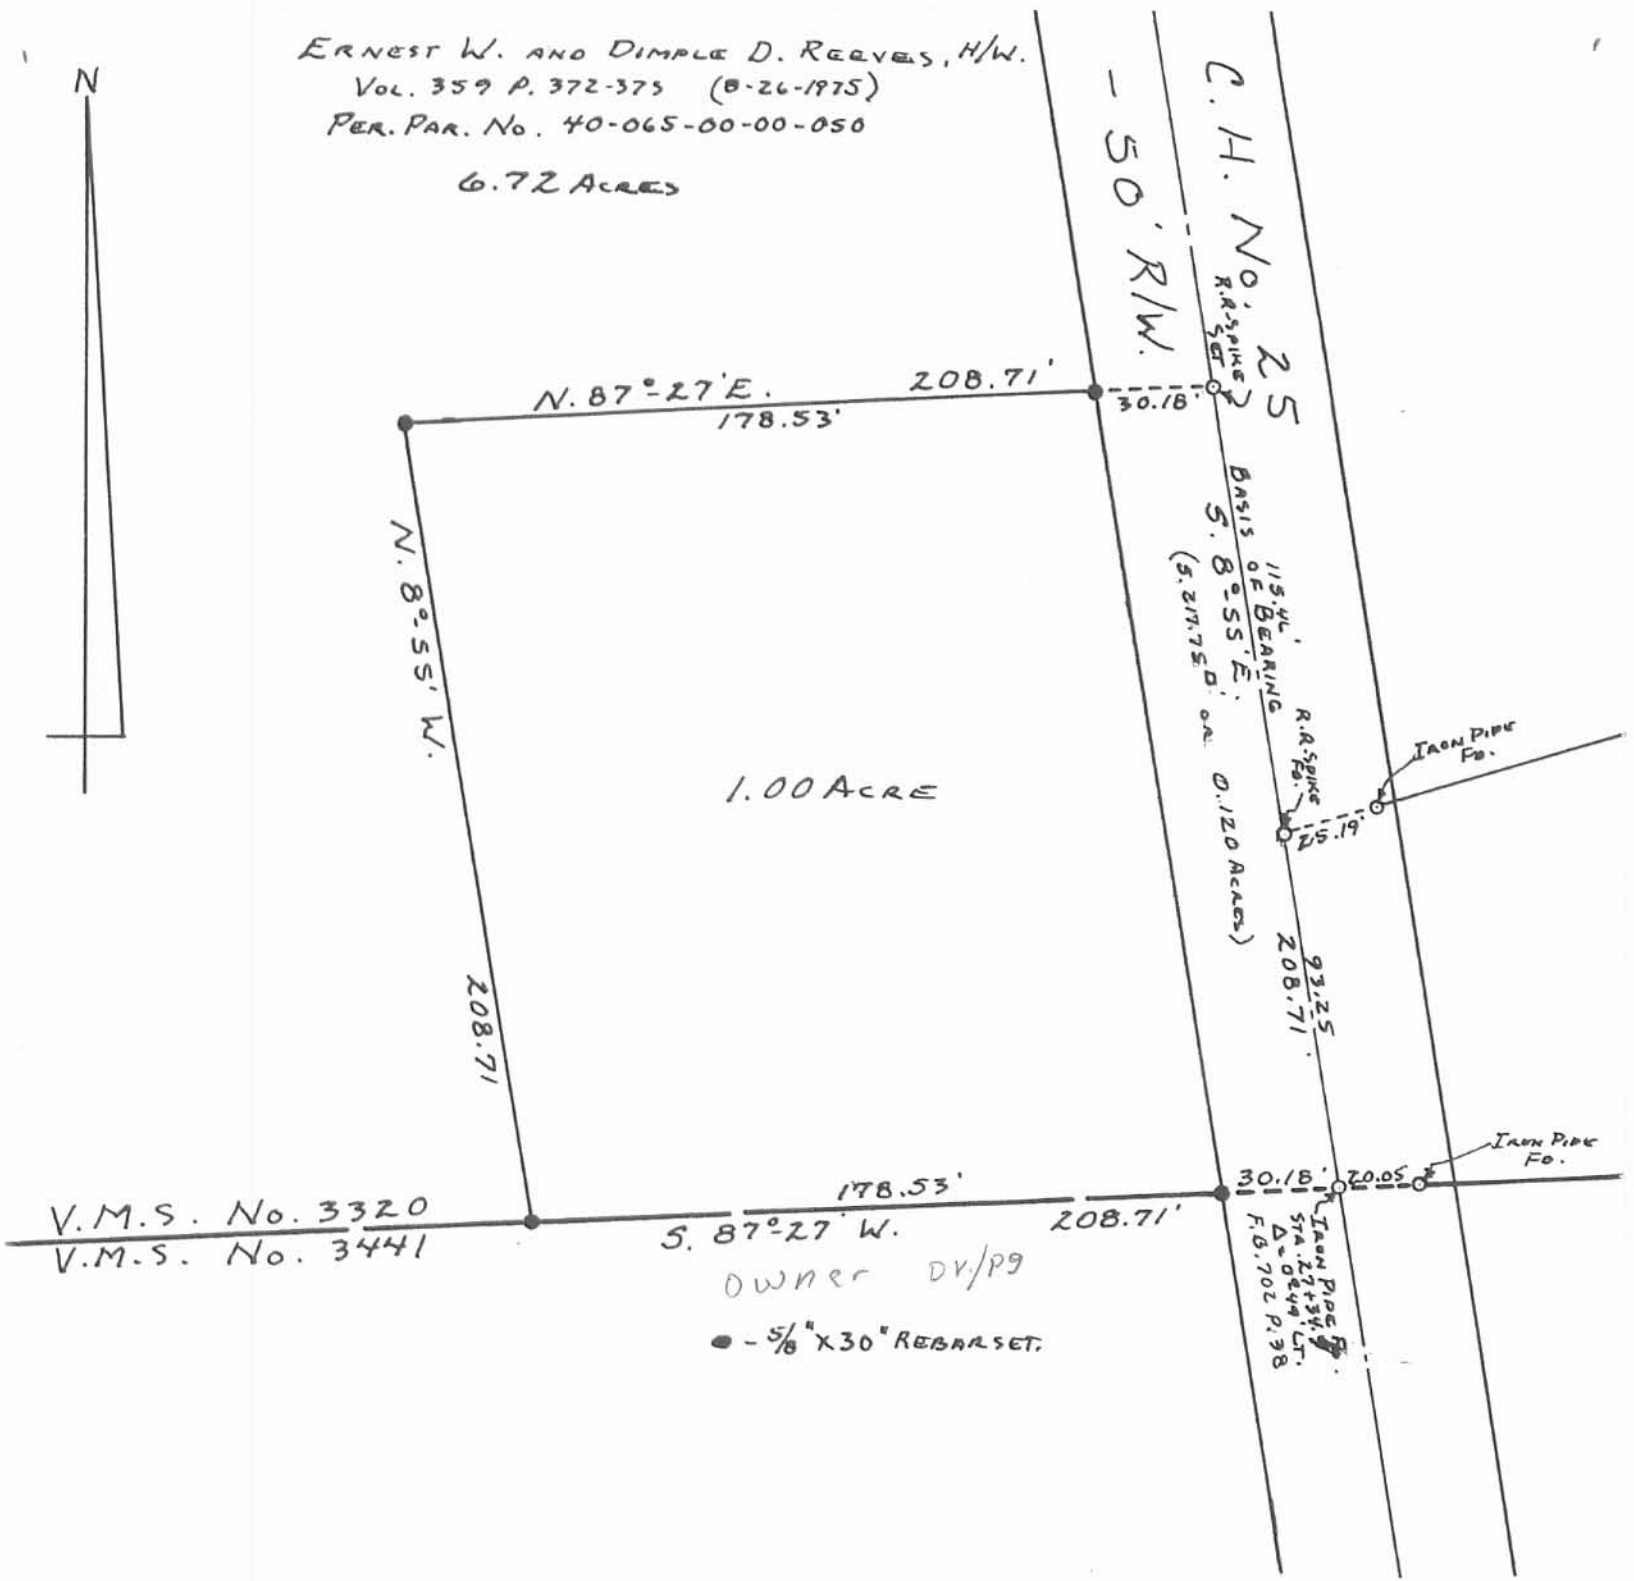 N
ERNEST W. AND DIMPLE D. REEVES, H/W.
VOL. 359 P. 372-375 (8-26-1975)
PER. PAR. NO. 40-065-00-00-050
6.72 ACRES
C. H. NO. 25
- 50' R/W.
R.R. SPIKE
SET
N. 87°-27'E. 208.71'
178.53'
30.18'
BASIS OF BEARING
115.46'
S. 8°-55'E.
(5,217.75 □' OR 0.120 ACRES)
N. 8°-55' W.
208.71
1.00 ACRE
R.R. SPIKE
FD.
IRON PIPE
FD.
25.19'
93.25
208.71
IRON PIPE
FD.
V.M.S. NO. 3320
V.M.S. NO. 3441
178.53'
S. 87°-27' W. 208.71'
30.18' 20.05
IRON PIPE
STA. 27+
LT.
F.B. 702 P. 38
Owner DV/pg
● - 5/8" X 30" REBAR SET.